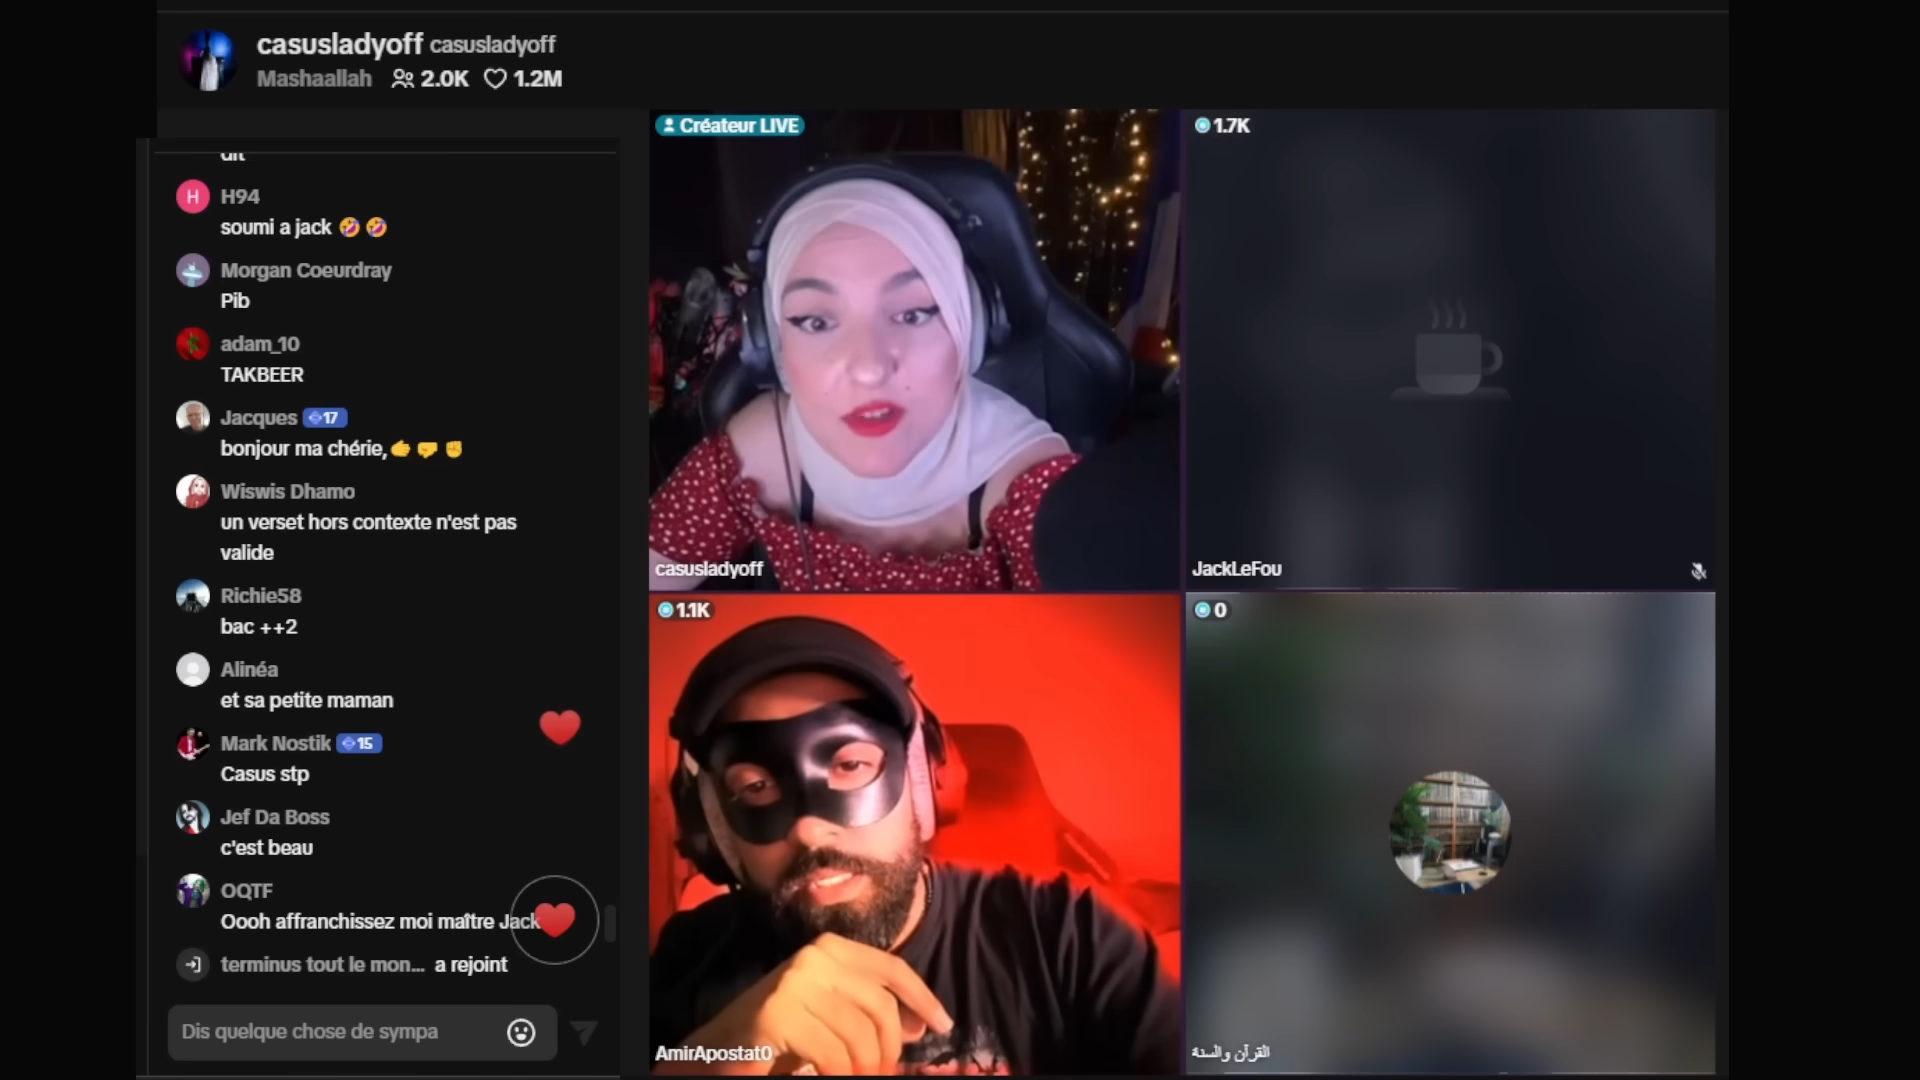 casusladyoff casusladyoff
Mashaallah 2.0K 1.2M
dit
H H94
soumi a jack 🤣🤣
Morgan Coeurdray
Pib
adam_10
TAKBEER
Jacques 17
bonjour ma chérie,🫱🤛✊
Wiswis Dhamo
un verset hors contexte n'est pas
valide
Richie58
bac ++2
Alinéa
et sa petite maman
Mark Nostik 15
Casus stp
Jef Da Boss
c'est beau
OQTF
Oooh affranchissez moi maître Jack
terminus tout le mon... a rejoint
Dis quelque chose de sympa
Créateur LIVE
casusladyoff
1.7K
JackLeFou
1.1K
AmirApostat0
0
القرآن والسنة